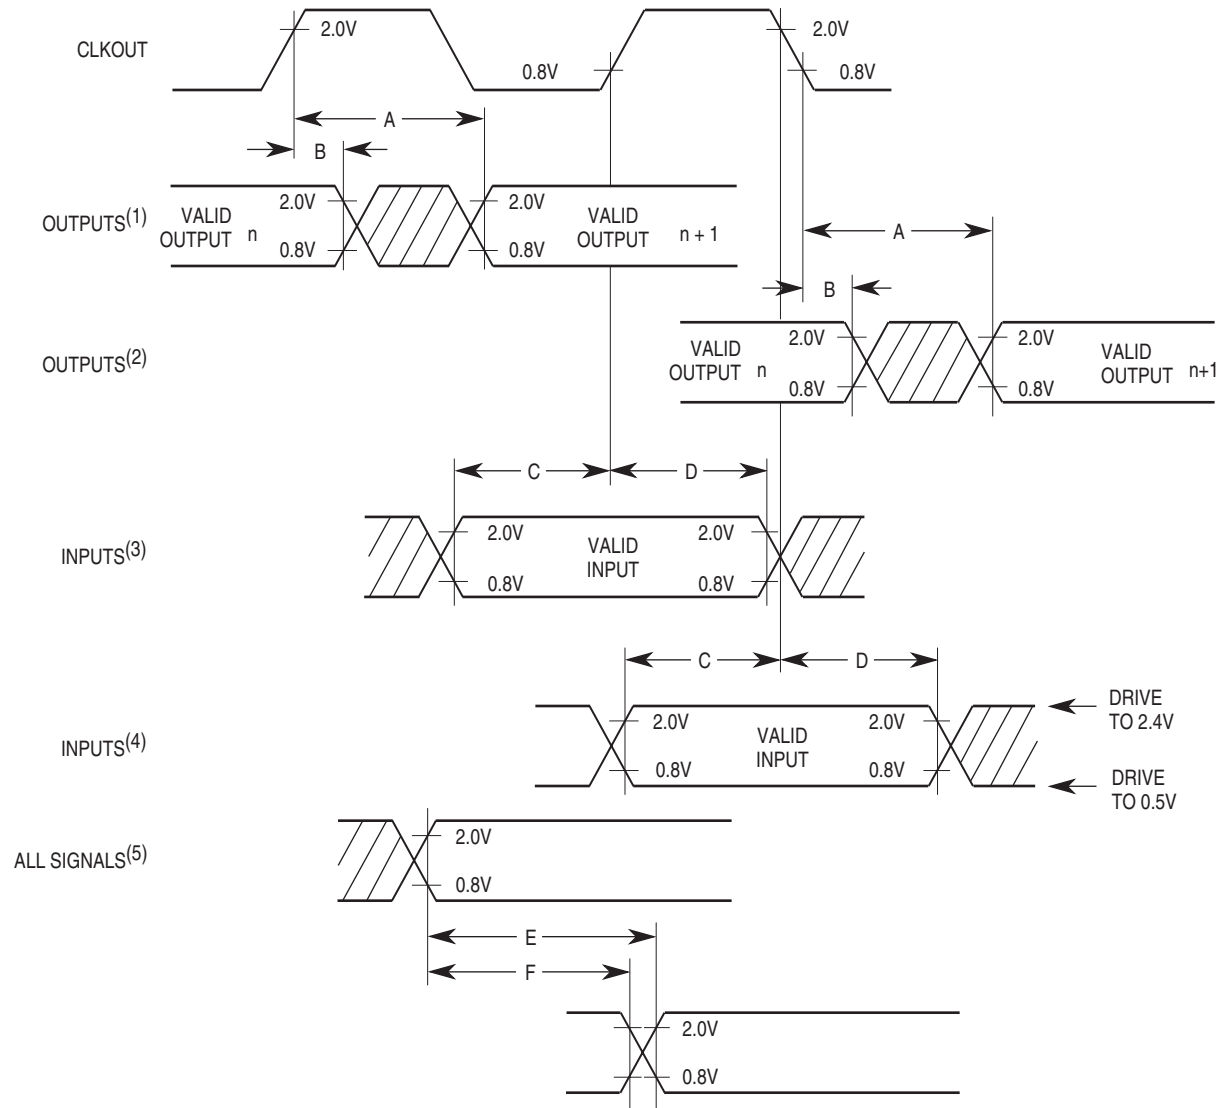 CLKOUT
2.0V
0.8V
2.0V
0.8V
A
B
OUTPUTS(1)
VALID
OUTPUT n
2.0V
0.8V
2.0V
0.8V
VALID
OUTPUT n + 1
A
B
OUTPUTS(2)
VALID
OUTPUT n
2.0V
0.8V
VALID
OUTPUT n+1
C
D
INPUTS(3)
2.0V
0.8V
VALID
INPUT
2.0V
0.8V
C
D
INPUTS(4)
2.0V
0.8V
VALID
INPUT
2.0V
0.8V
DRIVE
TO 2.4V
DRIVE
TO 0.5V
ALL SIGNALS(5)
2.0V
0.8V
E
F
2.0V
0.8V